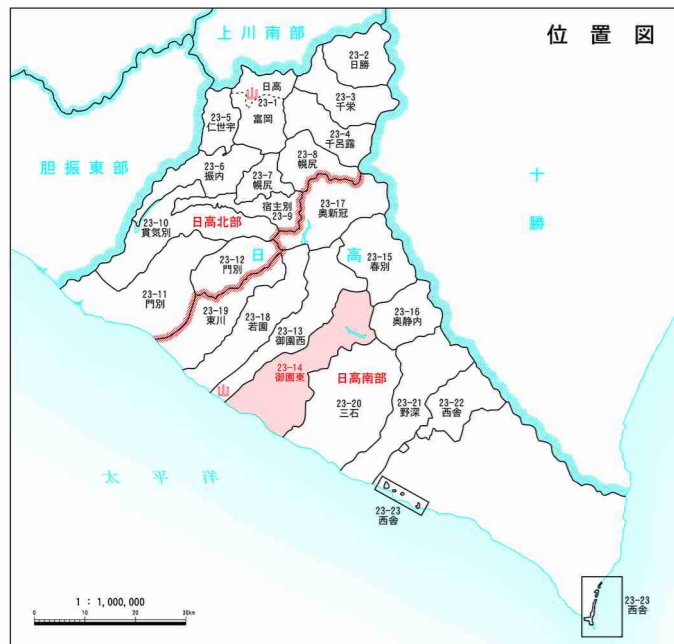 位置図
上川南部
23-2
日勝
日高
23-1
富岡
23-3
千栄
23-5
仁世宇
23-4
千呂露
胆振東部
23-6
振内
23-7
幌尻
23-8
幌尻
十勝
宿主別
23-9
23-17
奥新冠
23-10
貫気別
日高北部
日高
23-12
門別
23-15
春別
23-11
門別
23-19
東川
23-18
若園
23-13
御園西
23-16
奥静内
23-14
御園東
日高南部
23-20
三石
23-21
野深
23-22
西舎
太平洋
23-23
西舎
23-23
西舎
1 : 1,000,000
0 10 20 30km